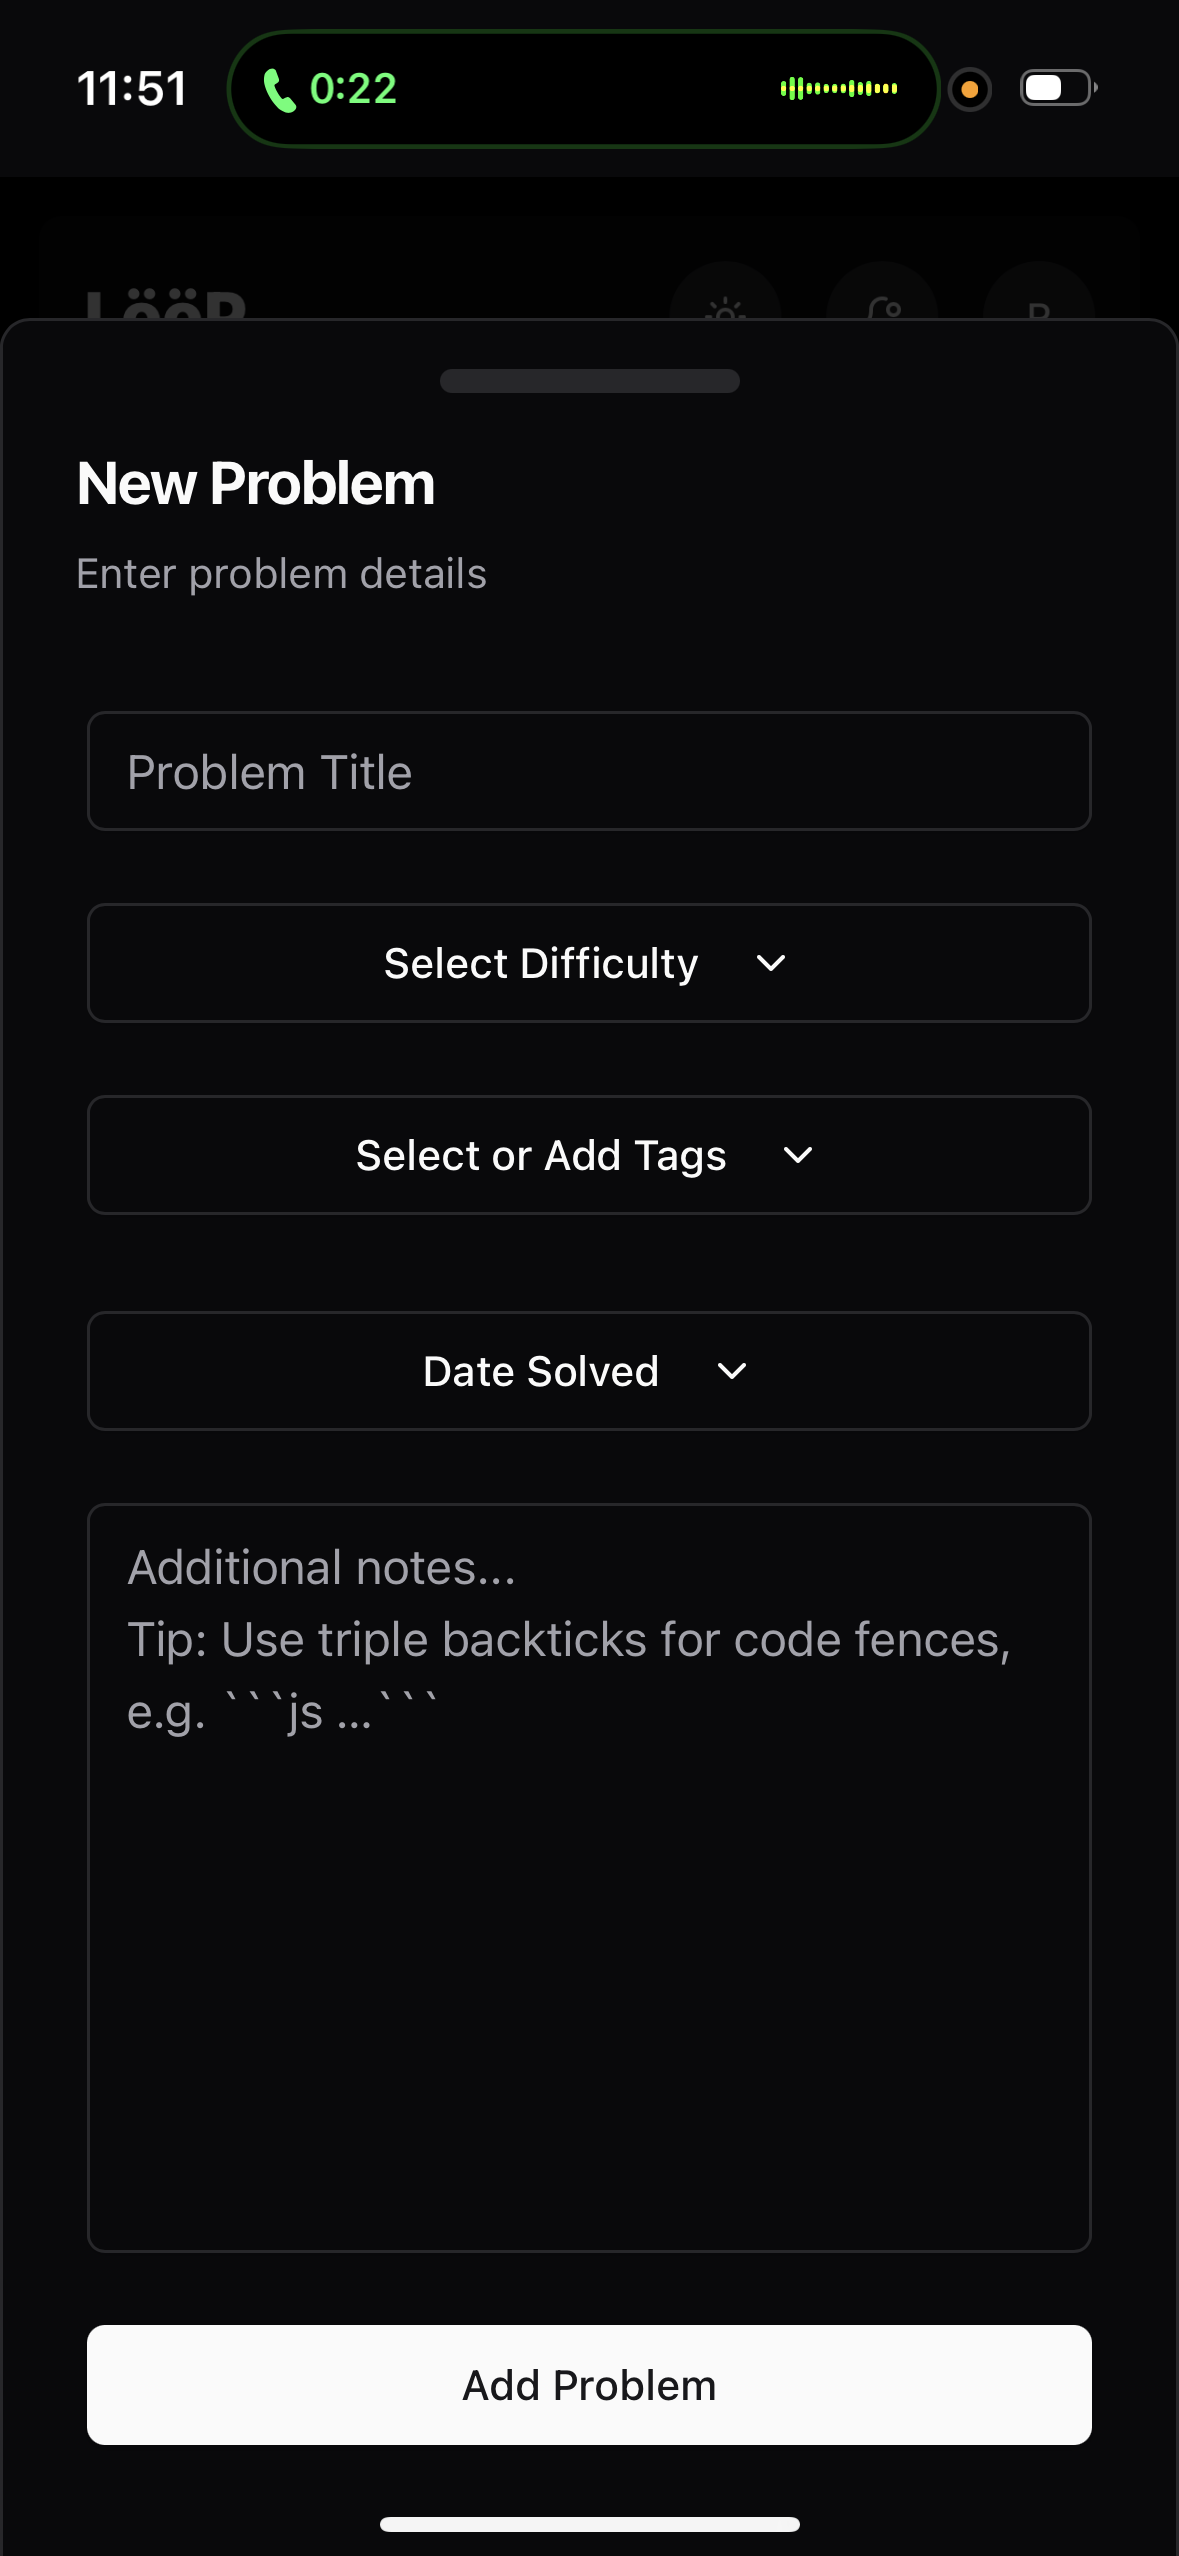 11:51
0:22
LööP
New Problem
Enter problem details
Problem Title
Select Difficulty
Select or Add Tags
Date Solved
Additional notes...
Tip: Use triple backticks for code fences,
e.g. ```js ...```
Add Problem